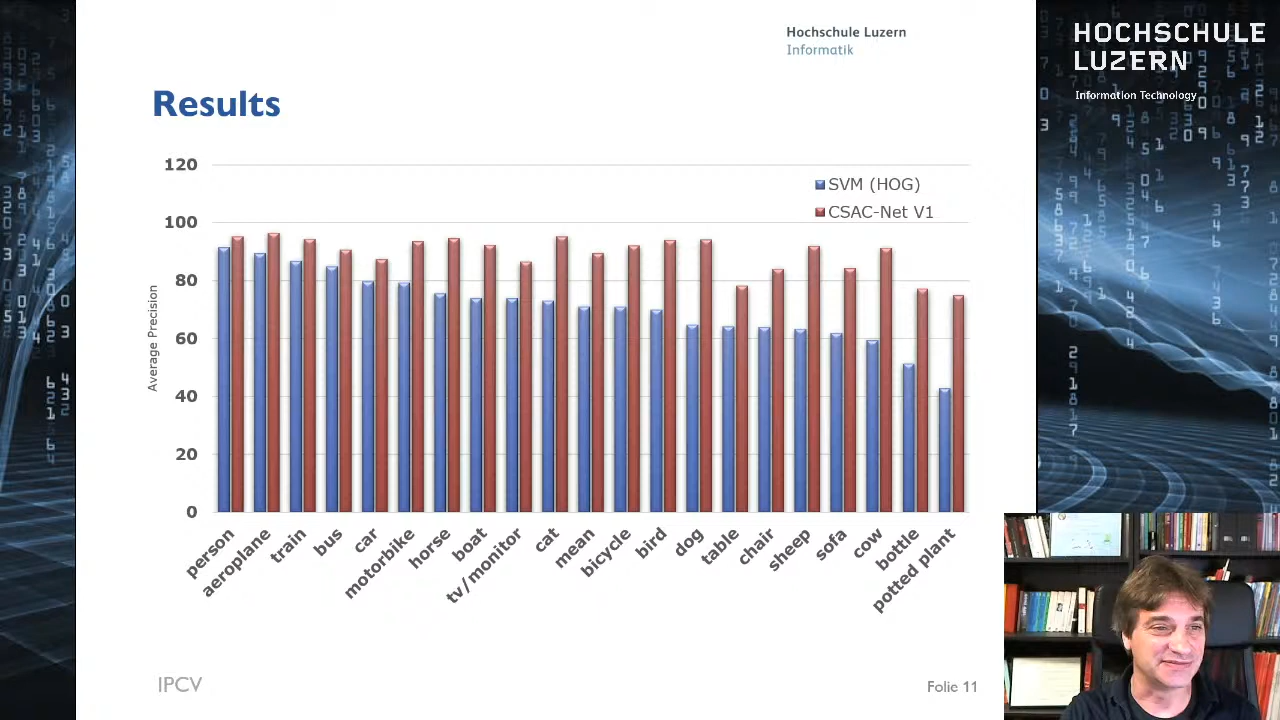 Hochschule Luzern
Informatik
HOCHSCHULE
LUZERN
Information Technology
Results
120
100
80
60
40
20
0
Average Precision
SVM (HOG)
CSAC-Net V1
person
aeroplane
train
bus
car
motorbike
horse
boat
tv/monitor
cat
mean
bicycle
bird
dog
table
chair
sheep
sofa
cow
bottle
potted plant
IPCV
Folie 11